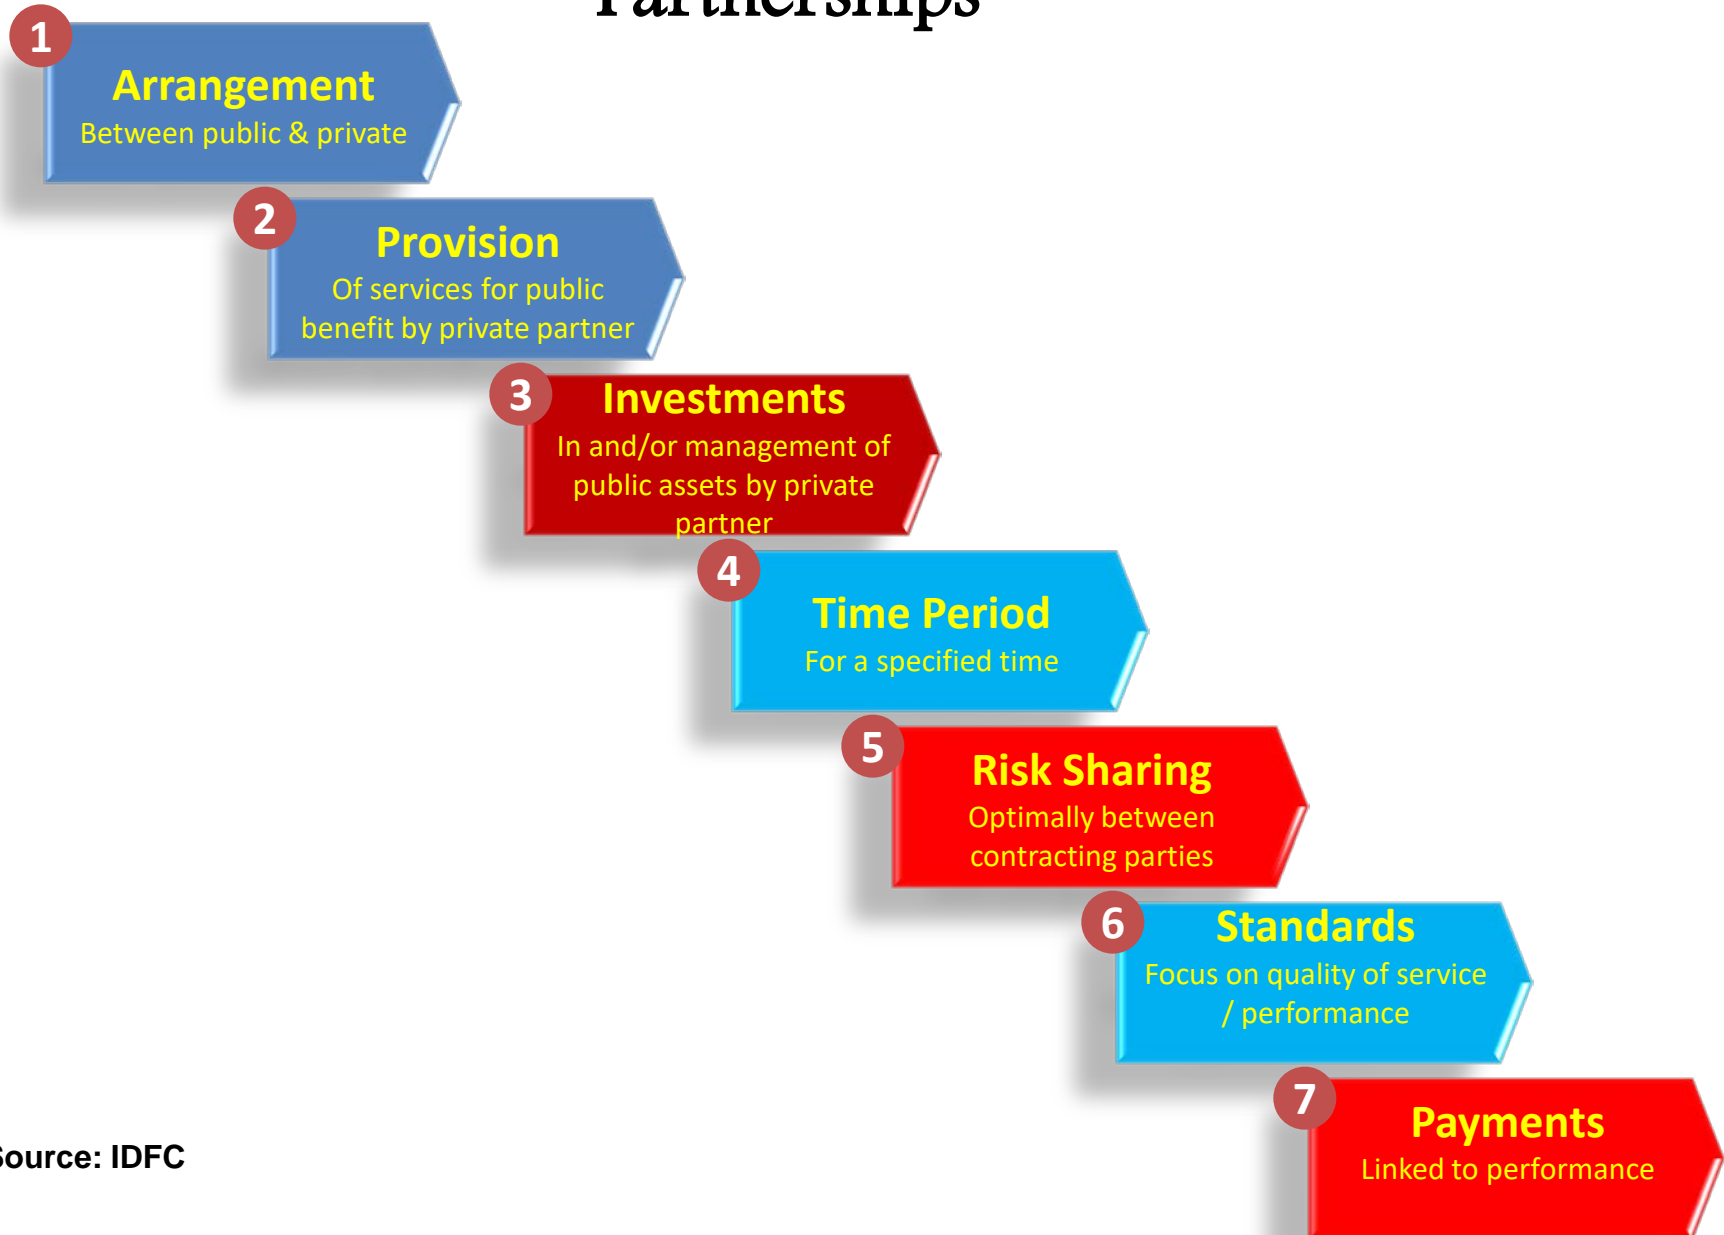 Partnerships
1
Arrangement
Between public & private
2
Provision
Of services for public
benefit by private partner
3
Investments
In and/or management of
public assets by private
partner
4
Time Period
For a specified time
5
Risk Sharing
Optimally between
contracting parties
6
Standards
Focus on quality of service
/ performance
7
Payments
Linked to performance
Source: IDFC